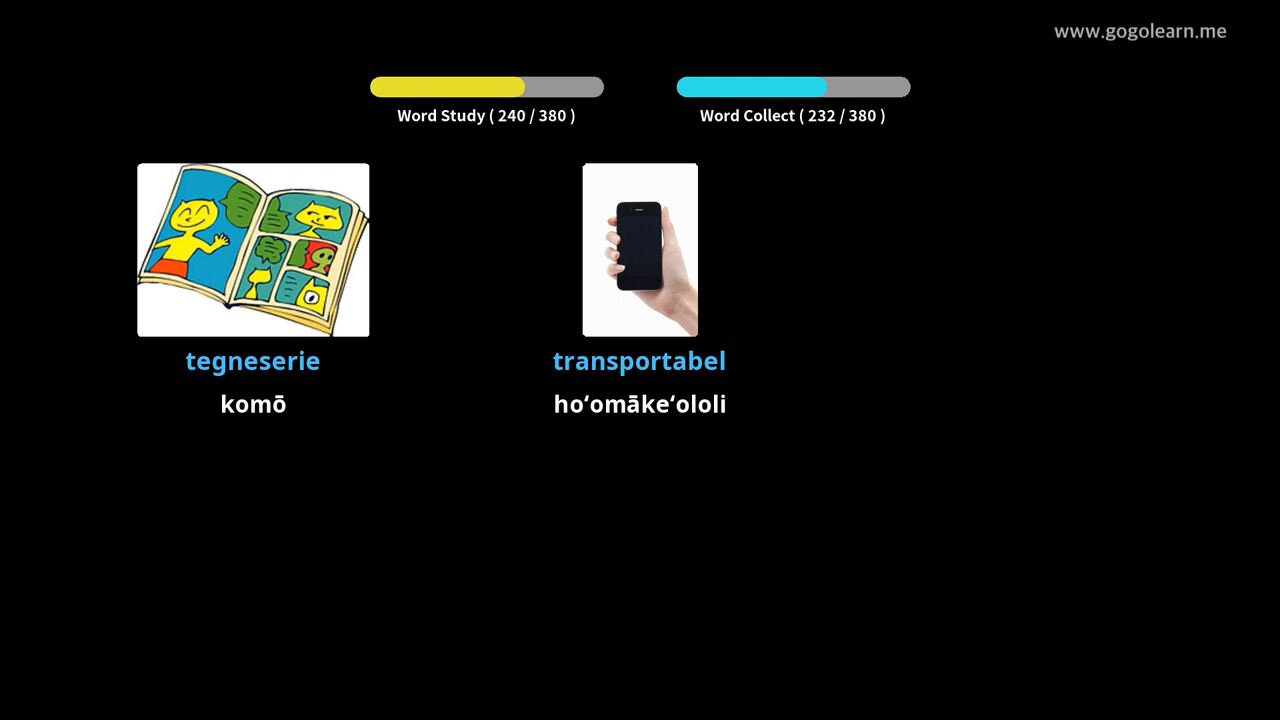 www.gogolearn.me
Word Study ( 240 / 380 )
Word Collect ( 232 / 380 )
tegneserie
transportabel
komō
hoʻomākeʻololi